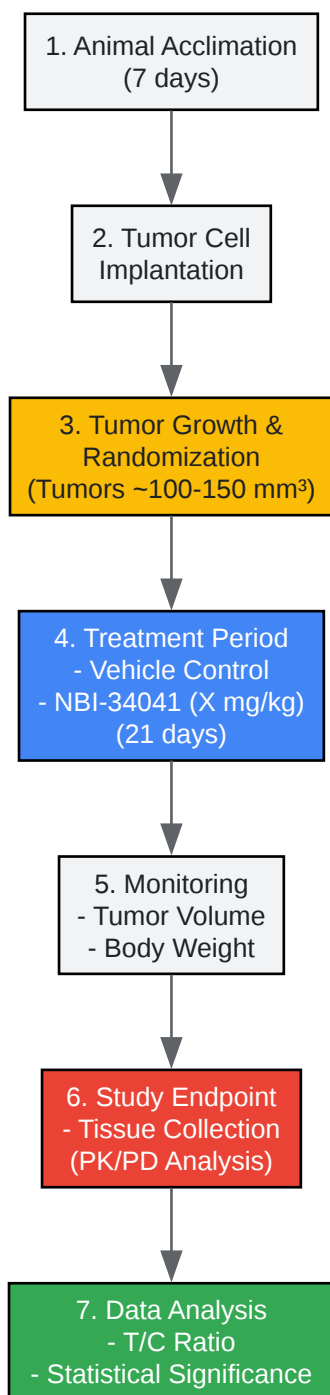 1. Animal Acclimation
(7 days)
2. Tumor Cell
Implantation
3. Tumor Growth &
Randomization
(Tumors ~100-150 mm³)
4. Treatment Period
- Vehicle Control
- NBI-34041 (X mg/kg)
(21 days)
5. Monitoring
- Tumor Volume
- Body Weight
6. Study Endpoint
- Tissue Collection
(PK/PD Analysis)
7. Data Analysis
- T/C Ratio
- Statistical Significance